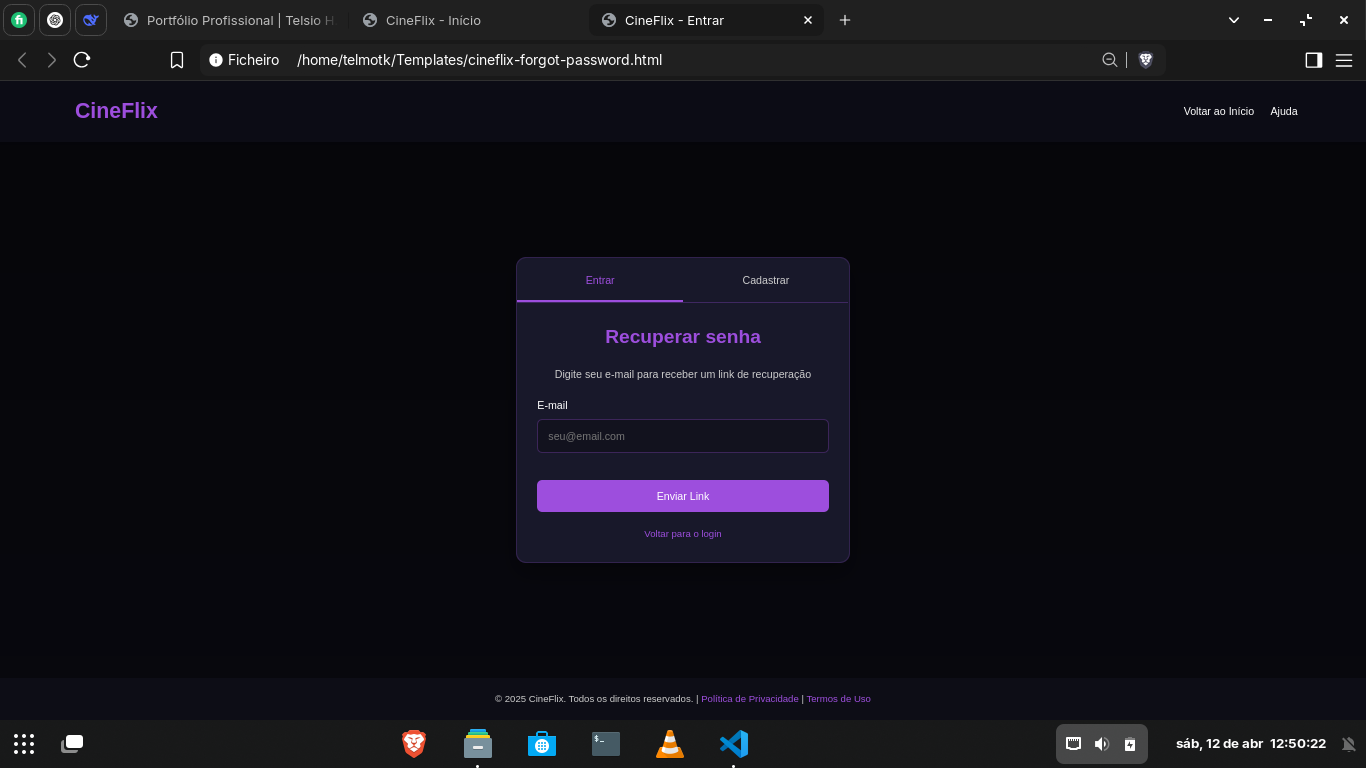 Portfólio Profissional | Telsio H
CineFlix - Início
CineFlix - Entrar
Ficheiro /home/telmotk/Templates/cineflix-forgot-password.html
CineFlix
Voltar ao Início Ajuda
Entrar Cadastrar
Recuperar senha
Digite seu e-mail para receber um link de recuperação
E-mail
seu@email.com
Enviar Link
Voltar para o login
© 2025 CineFlix. Todos os direitos reservados. | Política de Privacidade | Termos de Uso
$_
sáb, 12 de abr 12:50:22